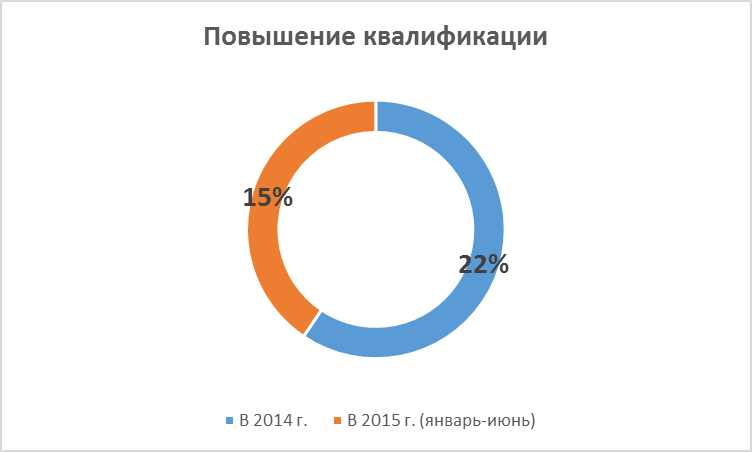 Повышение квалификации
15%
22%
В 2014 г.
В 2015 г. (январь-июнь)